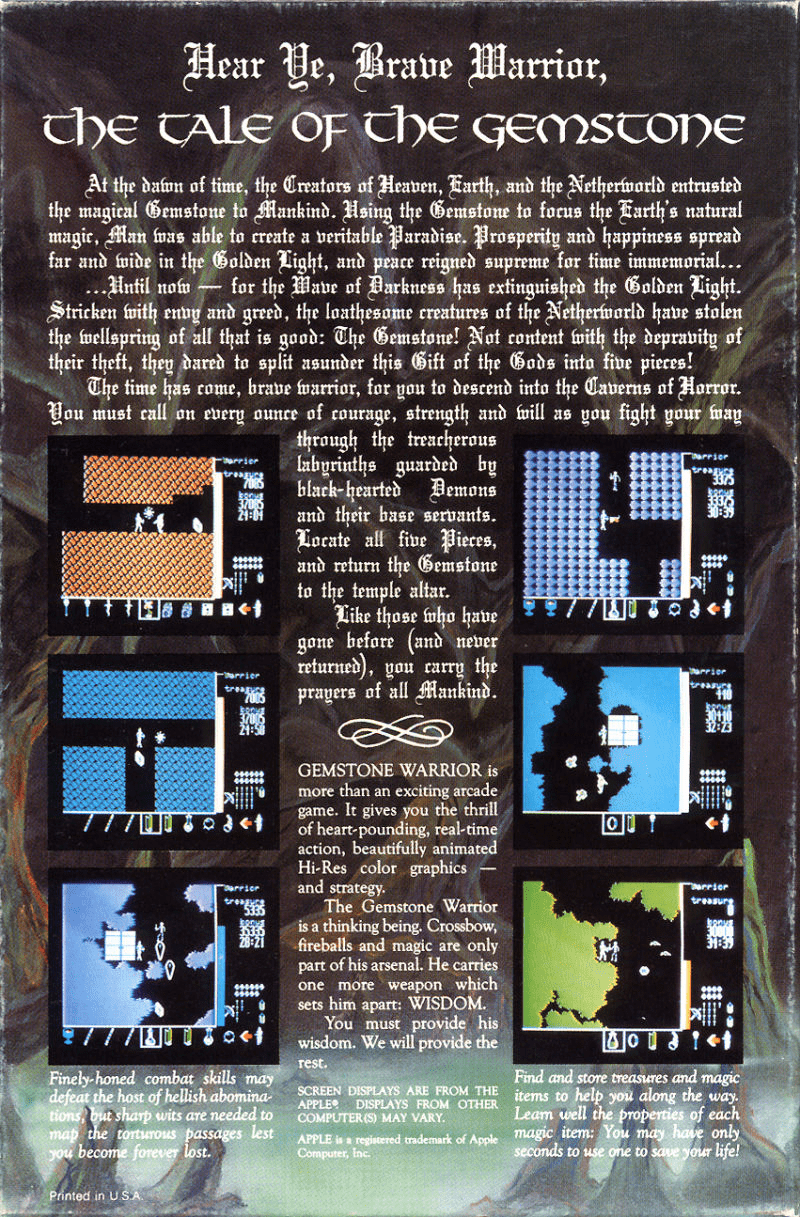 Hear Ye, Brave Warrior,
THE TALE OF THE GEMSTONE
At the dawn of time, the Creators of Heaven, Earth, and the Netherworld entrusted
the magical Gemstone to Mankind. Using the Gemstone to focus the Earth's natural
magic, Man was able to create a veritable Paradise. Prosperity and happiness spread
far and wide in the Golden Light, and peace reigned supreme for time immemorial...
...Until now — for the Wave of Darkness has extinguished the Golden Light.
Stricken with envy and greed, the loathesome creatures of the Netherworld have stolen
the wellspring of all that is good: The Gemstone! Not content with the depravity of
their theft, they dared to split asunder this Gift of the Gods into five pieces!
The time has come, brave warrior, for you to descend into the Caverns of Horror.
You must call on every ounce of courage, strength and will as you fight your way
through the treacherous
labyrinths guarded by
black-hearted Demons
and their base servants.
Locate all five Pieces,
and return the Gemstone
to the temple altar.
Like those who have
gone before (and never
returned), you carry the
prayers of all Mankind.
GEMSTONE WARRIOR is
more than an exciting arcade
game. It gives you the thrill
of heart-pounding, real-time
action, beautifully animated
Hi-Res color graphics —
and strategy.
The Gemstone Warrior
is a thinking being. Crossbow,
fireballs and magic are only
part of his arsenal. He carries
one more weapon which
sets him apart: WISDOM.
You must provide his
wisdom. We will provide the
rest.
SCREEN DISPLAYS ARE FROM THE
APPLE® DISPLAYS FROM OTHER
COMPUTER(S) MAY VARY.
APPLE is a registered trademark of Apple
Computer, Inc.
Warrior
treasure
7085
bonus
37085
24:04
Warrior
treasure
7005
bonus
37005
24:50
Warrior
treasure
5335
bonus
35335
28:21
Finely-honed combat skills may
defeat the host of hellish abomina-
tions, but sharp wits are needed to
map the torturous passages lest
you become forever lost.
Warrior
treasure
3375
bonus
33375
30:39
Warrior
treasure
440
bonus
30440
32:23
Warrior
treasure
0
bonus
30000
34:39
Find and store treasures and magic
items to help you along the way.
Learn well the properties of each
magic item: You may have only
seconds to use one to save your life!
Printed in U.S.A.